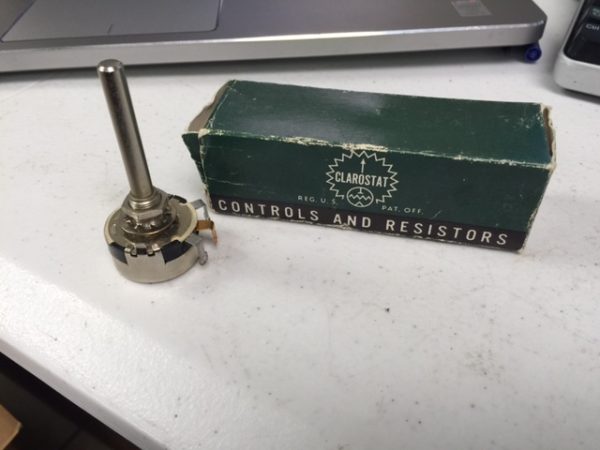 CLAROSTAT
REG. U. S. PAT. OFF.
CONTROLS AND RESISTORS